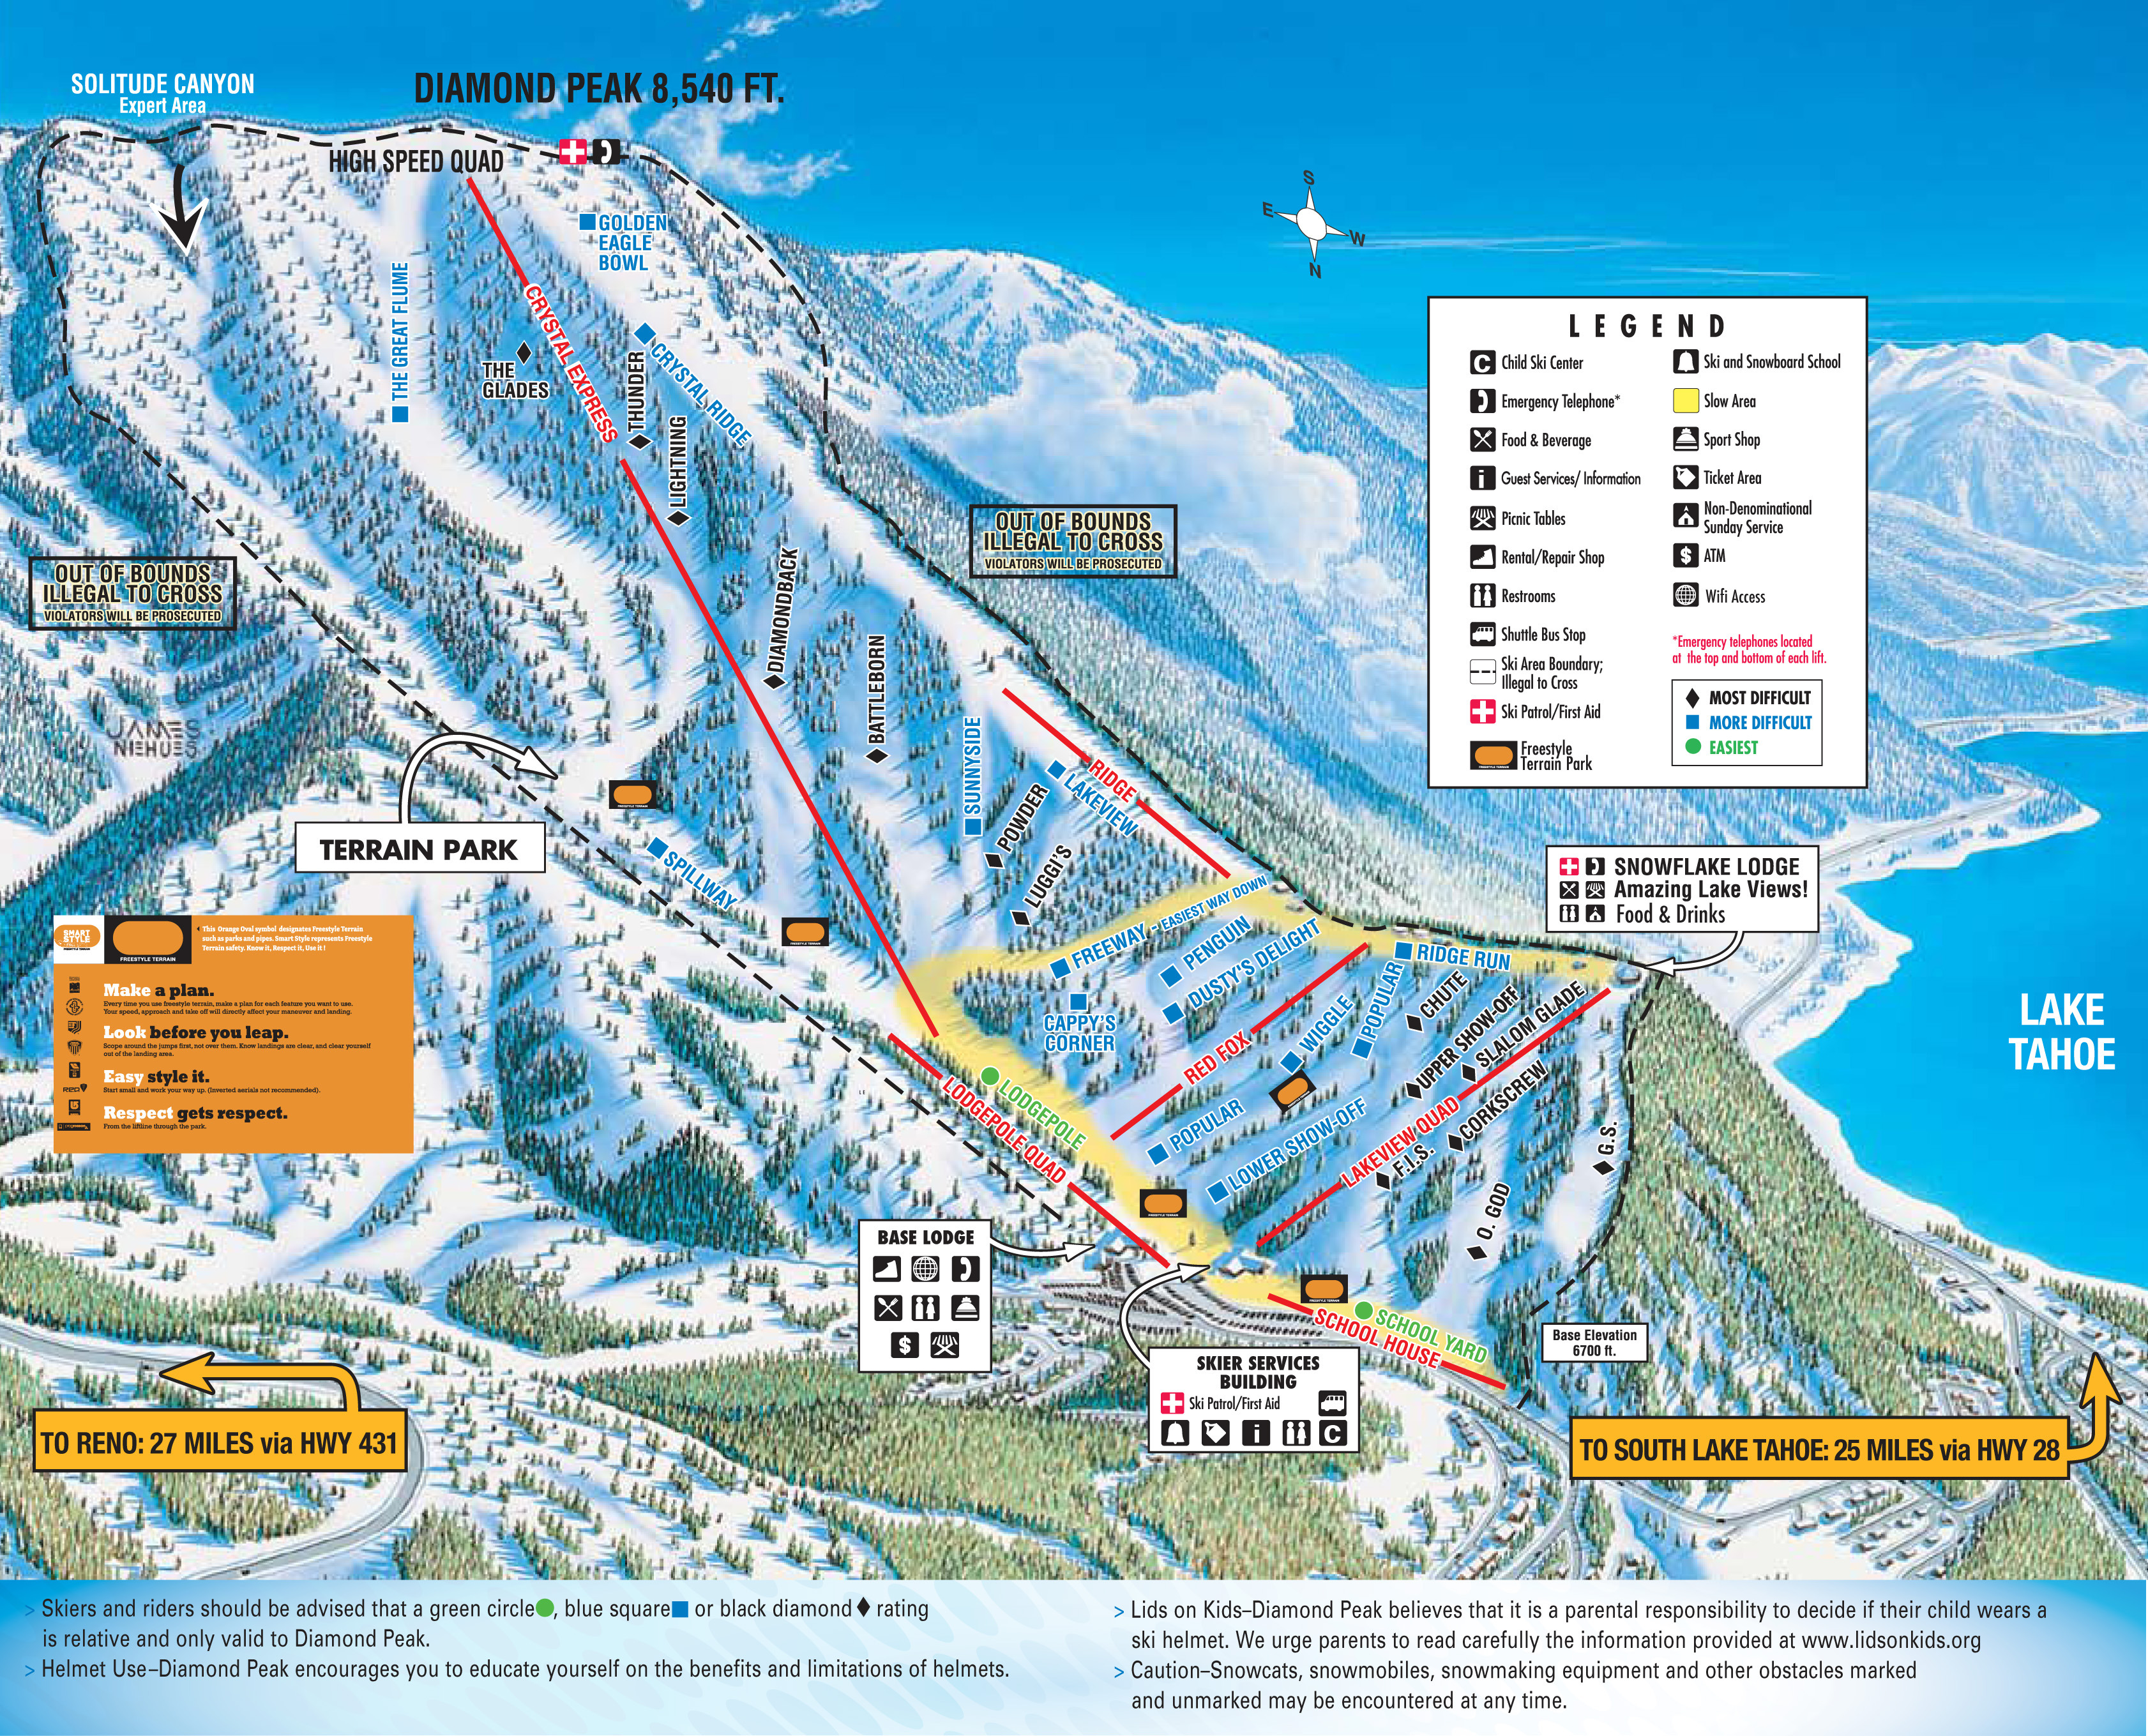 SOLITUDE CANYON
Expert Area
DIAMOND PEAK 8,540 FT.
HIGH SPEED QUAD
GOLDEN
EAGLE
BOWL
THE GREAT FLUME
CRYSTAL EXPRESS
THE
GLADES
THUNDER
CRYSTAL RIDGE
LIGHTNING
S
E
W
N
LEGEND
C Child Ski Center
Emergency Telephone*
Food & Beverage
i Guest Services/ Information
Picnic Tables
Rental/Repair Shop
Restrooms
Shuttle Bus Stop
Ski Area Boundary;
Illegal to Cross
Ski Patrol/First Aid
Freestyle
Terrain Park
FREESTYLE TERRAIN
Ski and Snowboard School
Slow Area
Sport Shop
Ticket Area
Non-Denominational
Sunday Service
$ ATM
Wifi Access
*Emergency telephones located
at the top and bottom of each lift.
MOST DIFFICULT
MORE DIFFICULT
EASIEST
OUT OF BOUNDS
ILLEGAL TO CROSS
VIOLATORS WILL BE PROSECUTED
OUT OF BOUNDS
ILLEGAL TO CROSS
VIOLATORS WILL BE PROSECUTED
DIAMONDBACK
BATTLEBORN
SUNNYSIDE
JAMES
NIEHUES
RIDGE
LAKEVIEW
POWDER
LUGGI'S
TERRAIN PARK
FREESTYLE TERRAIN
SPILLWAY
FREESTYLE TERRAIN
SNOWFLAKE LODGE
Amazing Lake Views!
Food & Drinks
FREEWAY - EASIEST WAY DOWN
PENGUIN
DUSTY'S DELIGHT
RIDGE RUN
CAPPY'S
CORNER
RED FOX
WIGGLE
POPULAR
CHUTE
UPPER SHOW-OFF
SLALOM GLADE
CORKSCREW
LAKE
TAHOE
LODGEPOLE
LODGEPOLE QUAD
POPULAR
LOWER SHOW-OFF
LAKEVIEW QUAD
F.I.S.
O. GOD
G.S.
SMART
STYLE
FREESTYLE TERRAIN
This Orange Oval symbol designates Freestyle Terrain
such as parks and pipes. Smart Style represents Freestyle
Terrain safety. Know it, Respect it, Use it !
Make a plan.
Every time you use freestyle terrain, make a plan for each feature you want to use.
Your speed, approach and take off will directly affect your maneuver and landing.
Look before you leap.
Scope around the jumps first, not over them. Know landings are clear, and clear yourself
out of the landing area.
Easy style it.
Start small and work your way up. (Inverted aerials not recommended).
Respect gets respect.
From the liftline through the park.
BASE LODGE
$
SCHOOL YARD
SCHOOL HOUSE
Base Elevation
6700 ft.
SKIER SERVICES
BUILDING
Ski Patrol/First Aid
i C
TO RENO: 27 MILES via HWY 431
TO SOUTH LAKE TAHOE: 25 MILES via HWY 28
> Skiers and riders should be advised that a green circle, blue square or black diamond rating
is relative and only valid to Diamond Peak.
> Helmet Use–Diamond Peak encourages you to educate yourself on the benefits and limitations of helmets.
> Lids on Kids–Diamond Peak believes that it is a parental responsibility to decide if their child wears a
ski helmet. We urge parents to read carefully the information provided at www.lidsonkids.org
> Caution–Snowcats, snowmobiles, snowmaking equipment and other obstacles marked
and unmarked may be encountered at any time.